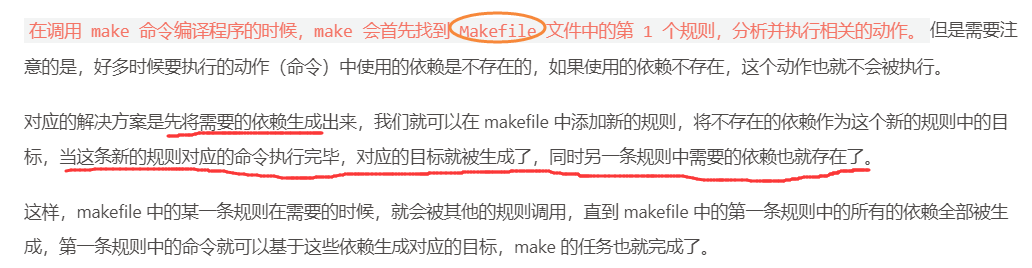 在调用 make 命令编译程序的时候，make 会首先找到 Makefile 文件中的第 1 个规则，分析并执行相关的动作。但是需要注
意的是，好多时候要执行的动作（命令）中使用的依赖是不存在的，如果使用的依赖不存在，这个动作也就不会被执行。
对应的解决方案是先将需要的依赖生成出来，我们就可以在 makefile 中添加新的规则，将不存在的依赖作为这个新的规则中的目
标，当这条新的规则对应的命令执行完毕，对应的目标就被生成了，同时另一条规则中需要的依赖也就存在了。
这样，makefile 中的某一条规则在需要的时候，就会被其他的规则调用，直到 makefile 中的第一条规则中的所有的依赖全部被生
成，第一条规则中的命令就可以基于这些依赖生成对应的目标，make 的任务也就完成了。